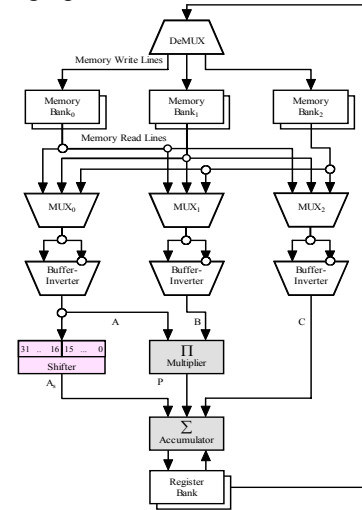 DeMUX
Memory Write Lines
Memory
Bank0
Memory
Bank1
Memory
Bank2
Memory Read Lines
MUX0
MUX1
MUX2
Buffer-
Inverter
Buffer-
Inverter
Buffer-
Inverter
A
B
C
31 .. 16 15 ... 0
Shifter
Π
Multiplier
As
P
Σ
Accumulator
Register
Bank